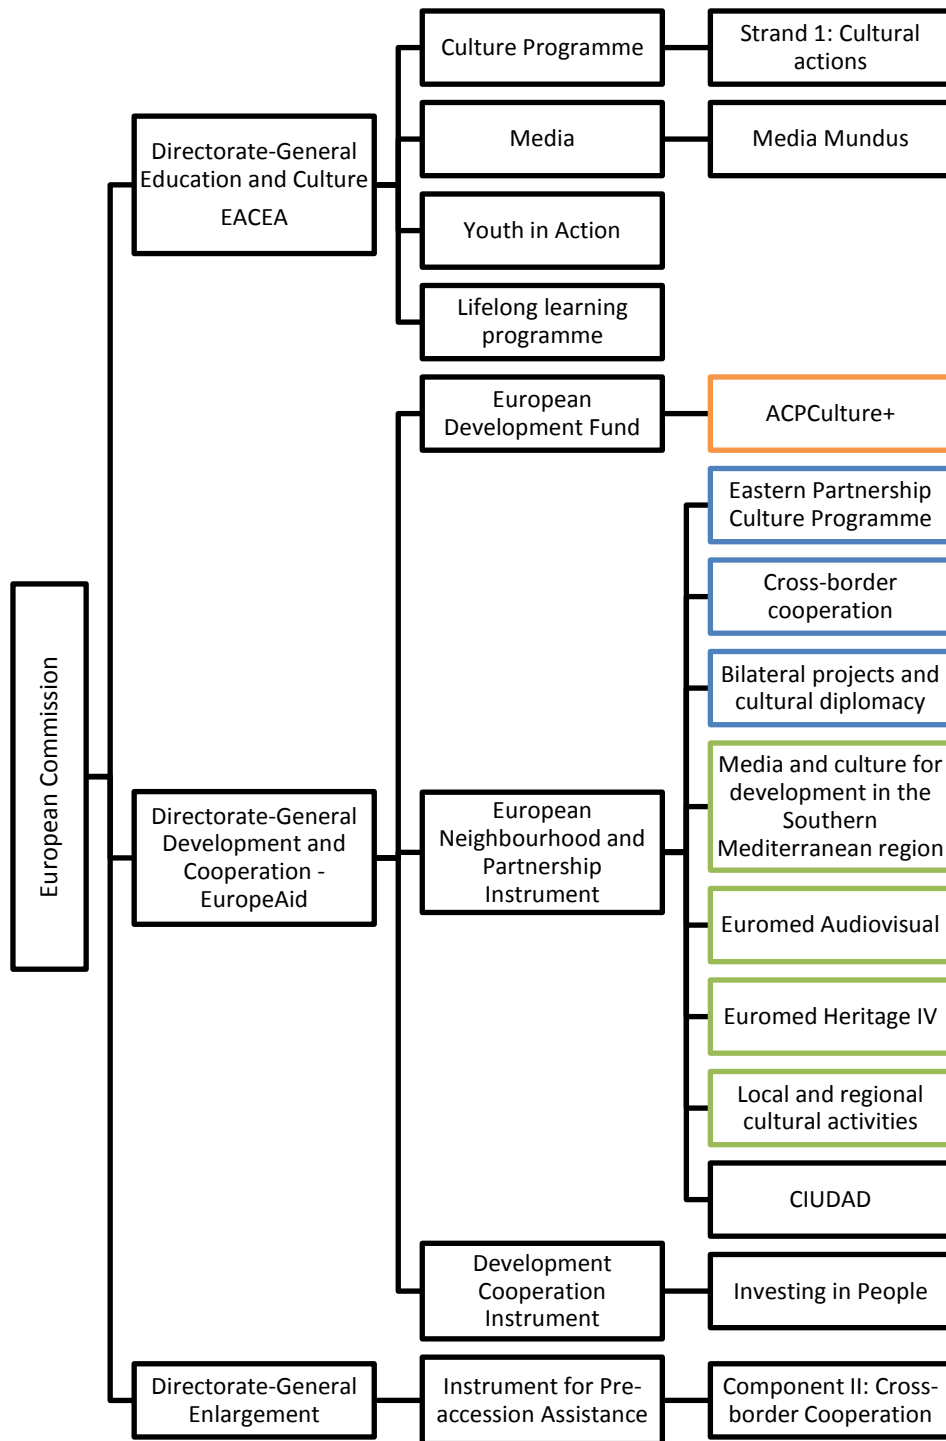 European Commission
Directorate-General
Education and Culture
EACEA
Culture Programme
Strand 1: Cultural
actions
Media
Media Mundus
Youth in Action
Lifelong learning
programme
Directorate-General
Development and
Cooperation -
EuropeAid
European
Development Fund
ACPCulture+
European
Neighbourhood and
Partnership
Instrument
Eastern Partnership
Culture Programme
Cross-border
cooperation
Bilateral projects and
cultural diplomacy
Media and culture for
development in the
Southern
Mediterranean region
Euromed Audiovisual
Euromed Heritage IV
Local and regional
cultural activities
CIUDAD
Development
Cooperation
Instrument
Investing in People
Directorate-General
Enlargement
Instrument for Pre-
accession Assistance
Component II: Cross-
border Cooperation